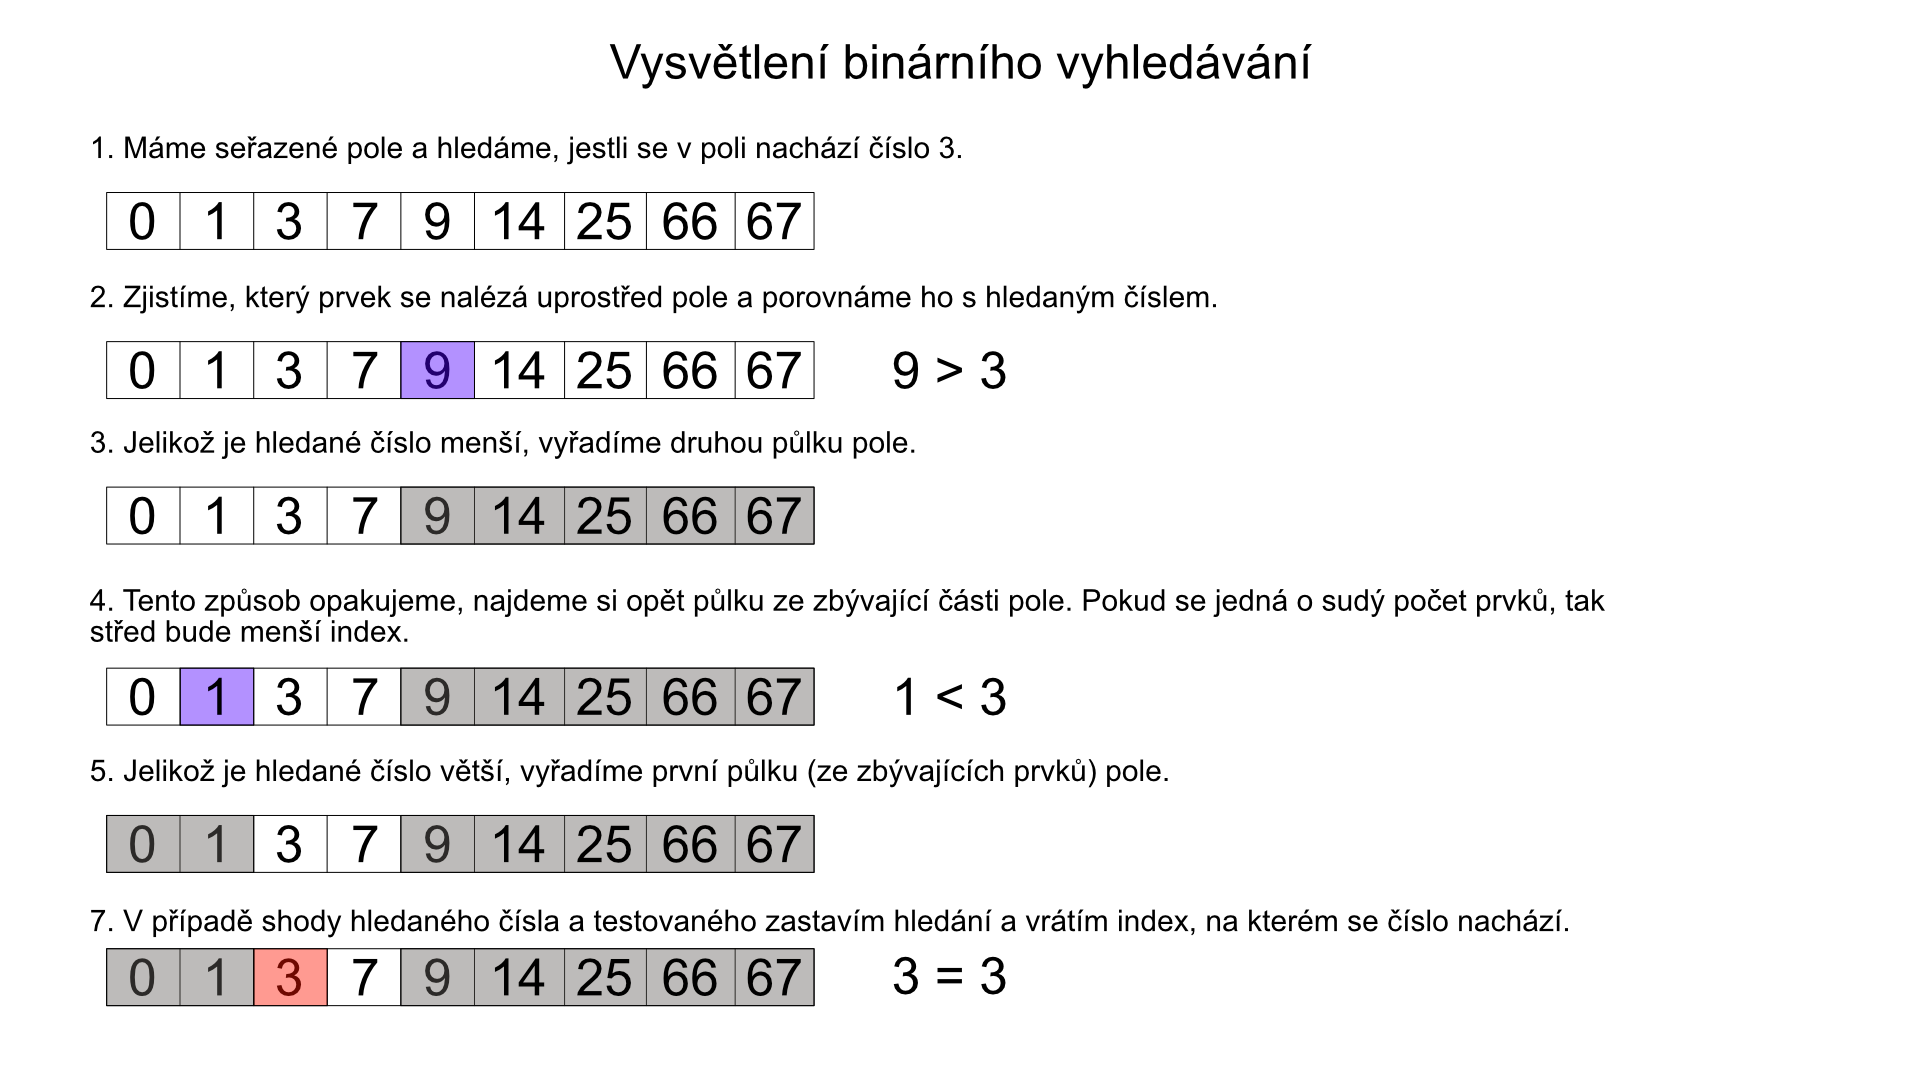 Vysvětlení binárního vyhledávání
1. Máme seřazené pole a hledáme, jestli se v poli nachází číslo 3.
0 1 3 7 9 14 25 66 67
2. Zjistíme, který prvek se nalézá uprostřed pole a porovnáme ho s hledaným číslem.
0 1 3 7 9 14 25 66 67 9 > 3
3. Jelikož je hledané číslo menší, vyřadíme druhou půlku pole.
0 1 3 7 9 14 25 66 67
4. Tento způsob opakujeme, najdeme si opět půlku ze zbývající části pole. Pokud se jedná o sudý počet prvků, tak
střed bude menší index.
0 1 3 7 9 14 25 66 67 1 < 3
5. Jelikož je hledané číslo větší, vyřadíme první půlku (ze zbývajících prvků) pole.
0 1 3 7 9 14 25 66 67
7. V případě shody hledaného čísla a testovaného zastavím hledání a vrátím index, na kterém se číslo nachází.
0 1 3 7 9 14 25 66 67 3 = 3